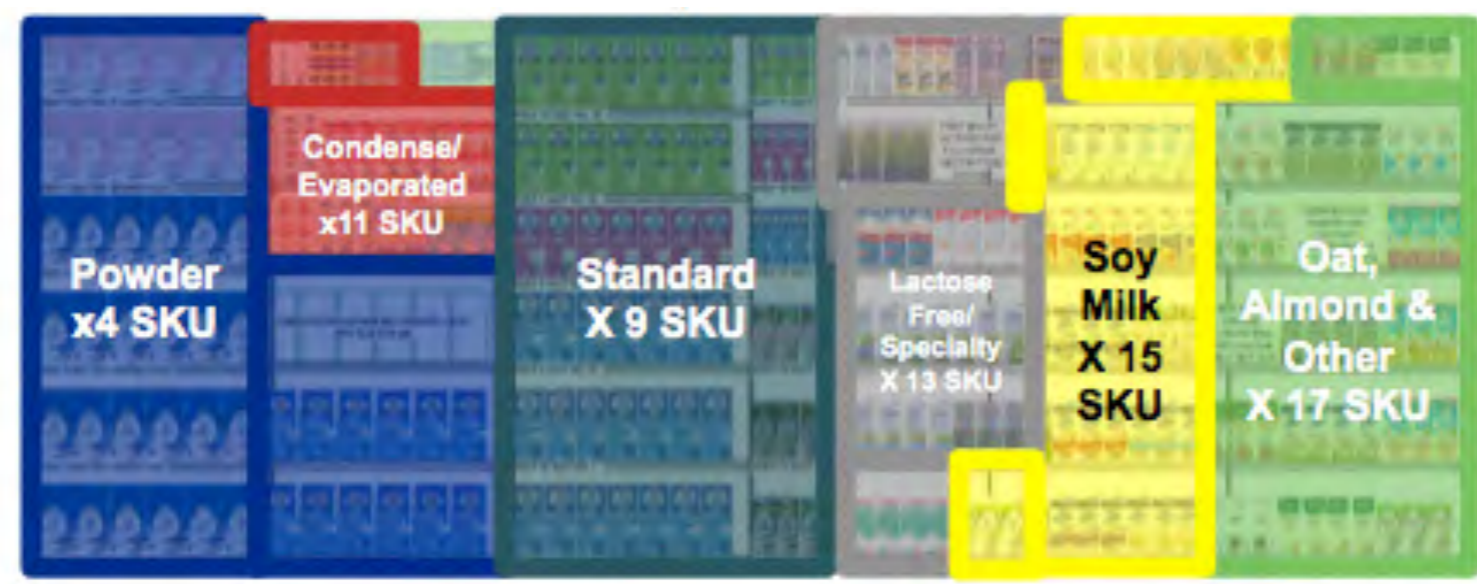 Powder
x4 SKU
Condense/
Evaporated
x11 SKU
Standard
X 9 SKU
Lactose
Free/
Specialty
X 13 SKU
Soy
Milk
X 15
SKU
Oat,
Almond &
Other
X 17 SKU